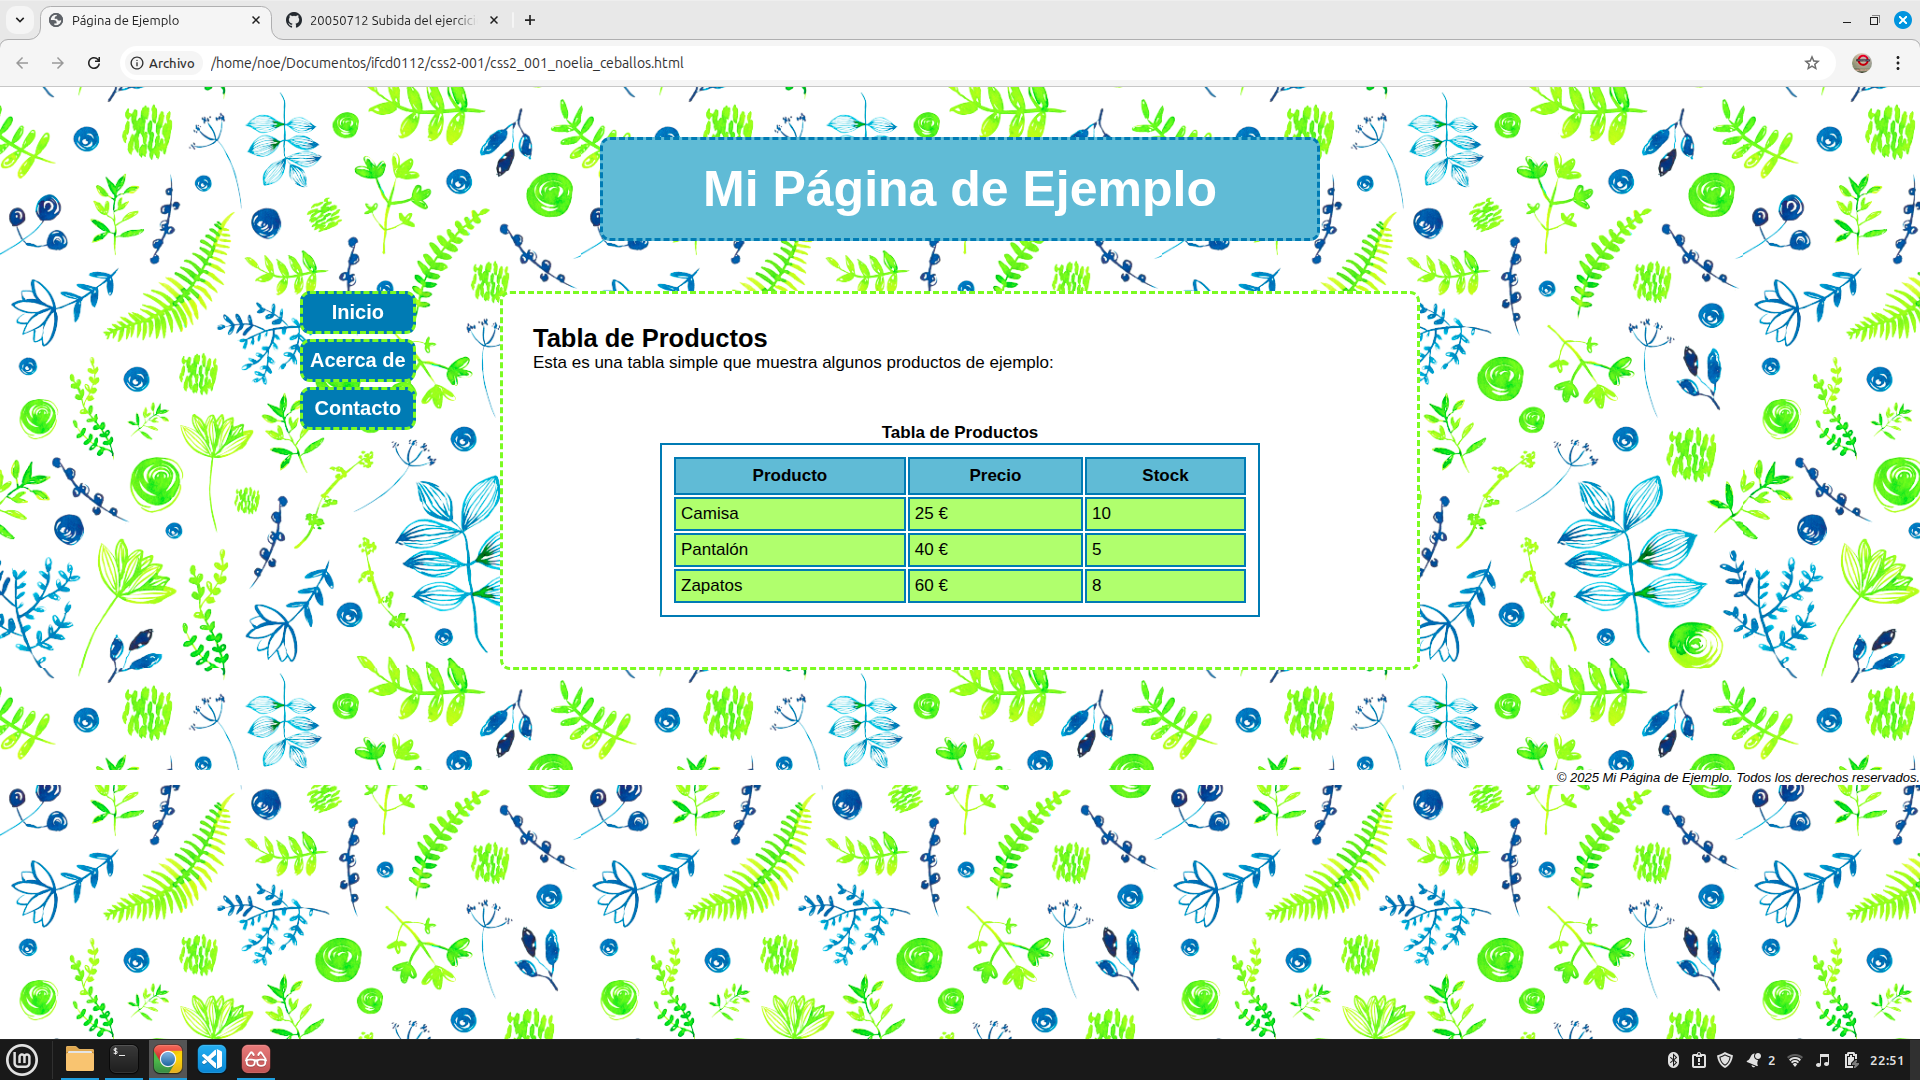 Página de Ejemplo
20050712 Subida del ejercic
Archivo
/home/noe/Documentos/ifcd0112/css2-001/css2_001_noelia_ceballos.html
Mi Página de Ejemplo
Inicio
Acerca de
Contacto
Tabla de Productos
Esta es una tabla simple que muestra algunos productos de ejemplo:
Tabla de Productos
Producto Precio Stock
Camisa 25 € 10
Pantalón 40 € 5
Zapatos 60 € 8
© 2025 Mi Página de Ejemplo. Todos los derechos reservados.
2 22:51